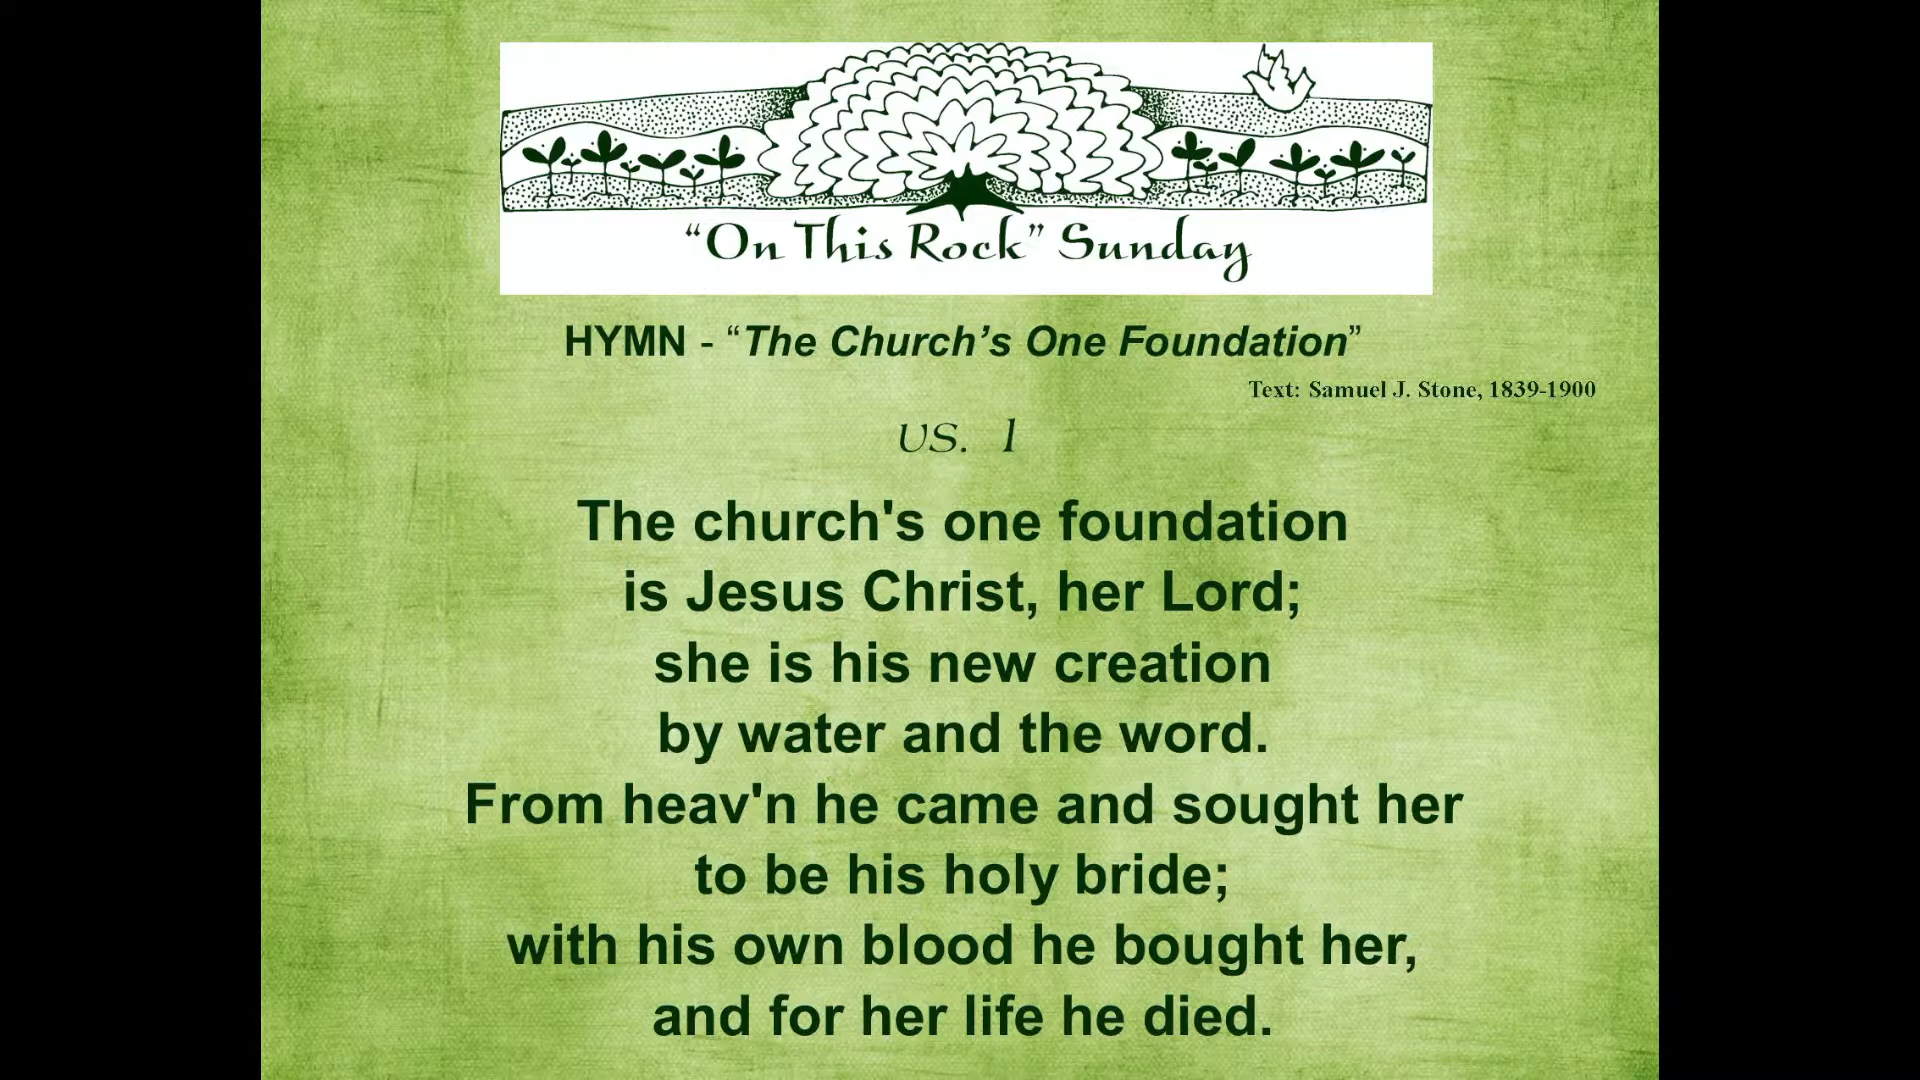 “On This Rock” Sunday
HYMN - “The Church’s One Foundation”
Text: Samuel J. Stone, 1839-1900
vs. 1
The church's one foundation
is Jesus Christ, her Lord;
she is his new creation
by water and the word.
From heav'n he came and sought her
to be his holy bride;
with his own blood he bought her,
and for her life he died.